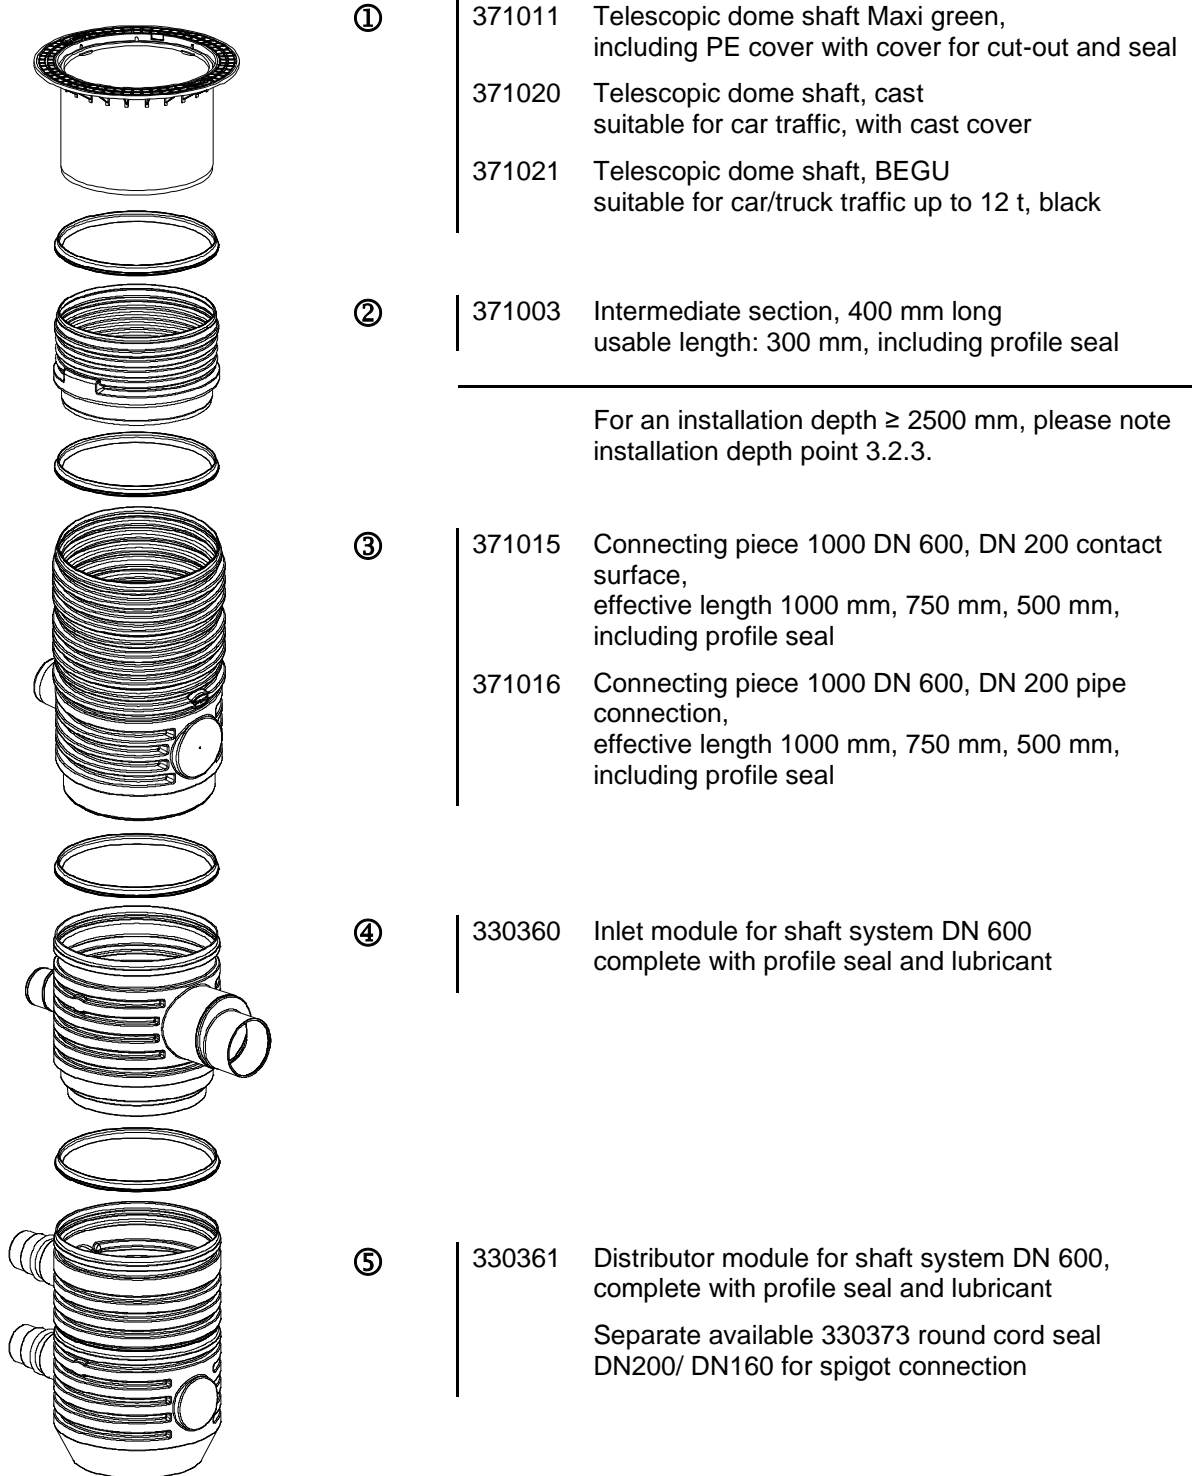 ① 371011 Telescopic dome shaft Maxi green,
including PE cover with cover for cut-out and seal
371020 Telescopic dome shaft, cast
suitable for car traffic, with cast cover
371021 Telescopic dome shaft, BEGU
suitable for car/truck traffic up to 12 t, black
② 371003 Intermediate section, 400 mm long
usable length: 300 mm, including profile seal
For an installation depth ≥ 2500 mm, please note
installation depth point 3.2.3.
③ 371015 Connecting piece 1000 DN 600, DN 200 contact
surface,
effective length 1000 mm, 750 mm, 500 mm,
including profile seal
371016 Connecting piece 1000 DN 600, DN 200 pipe
connection,
effective length 1000 mm, 750 mm, 500 mm,
including profile seal
④ 330360 Inlet module for shaft system DN 600
complete with profile seal and lubricant
⑤ 330361 Distributor module for shaft system DN 600,
complete with profile seal and lubricant
Separate available 330373 round cord seal
DN200/ DN160 for spigot connection